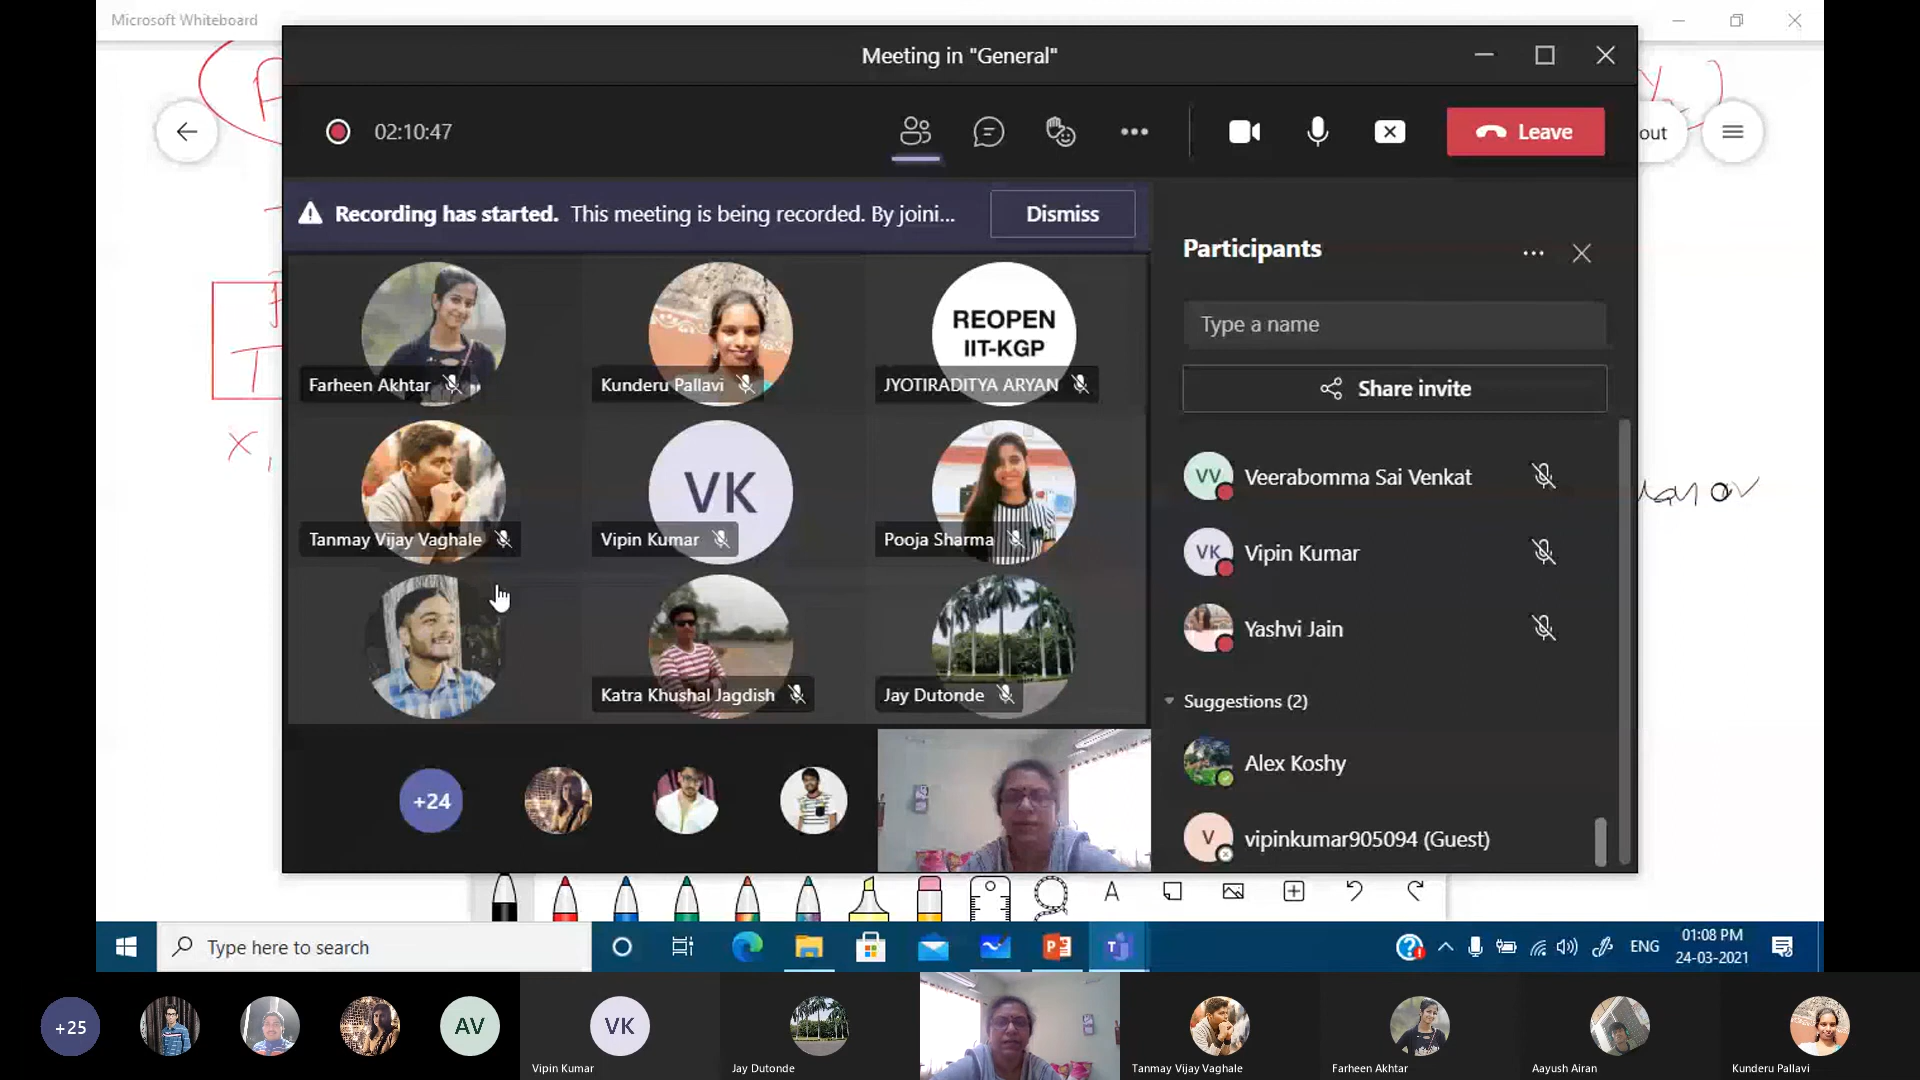 Microsoft Whiteboard
Meeting in "General"
02:10:47
Leave
out
Recording has started. This meeting is being recorded. By joini...
Dismiss
Participants
Type a name
Share invite
Farheen Akhtar
Kunderu Pallavi
REOPEN
IIT-KGP
JYOTIRADITYA ARYAN
Tanmay Vijay Vaghale
VK
Vipin Kumar
Pooja Sharma
Katra Khushal Jagdish
Jay Dutonde
VV
Veerabomma Sai Venkat
VK
Vipin Kumar
Yashvi Jain
Suggestions (2)
Alex Koshy
V
vipinkumar905094 (Guest)
+24
A
Type here to search
ENG
01:08 PM
24-03-2021
+25
AV
VK
Vipin Kumar
Jay Dutonde
Tanmay Vijay Vaghale
Farheen Akhtar
Aayush Airan
Kunderu Pallavi